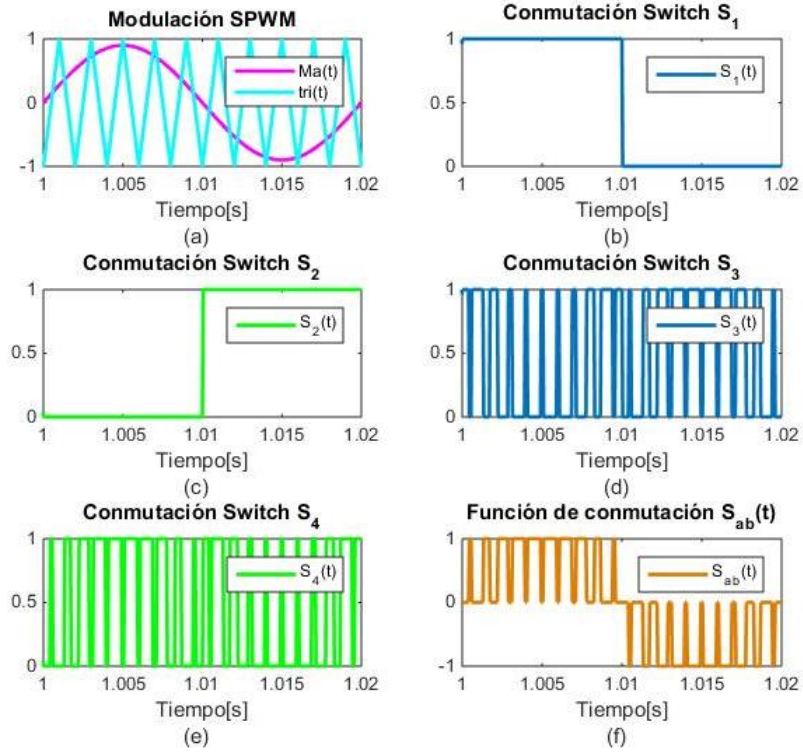 Modulación SPWM
1
0
-1
Ma(t)
tri(t)
1 1.005 1.01 1.015 1.02
Tiempo[s]
(a)
Conmutación Switch S1
1
0.5
0
S1(t)
1 1.005 1.01 1.015 1.02
Tiempo[s]
(b)
Conmutación Switch S2
1
0.5
0
S2(t)
1 1.005 1.01 1.015 1.02
Tiempo[s]
(c)
Conmutación Switch S3
1
0.5
0
S3(t)
1 1.005 1.01 1.015 1.02
Tiempo[s]
(d)
Conmutación Switch S4
1
0.5
0
S4(t)
1 1.005 1.01 1.015 1.02
Tiempo[s]
(e)
Función de conmutación Sab(t)
1
0
-1
Sab(t)
1 1.005 1.01 1.015 1.02
Tiempo[s]
(f)